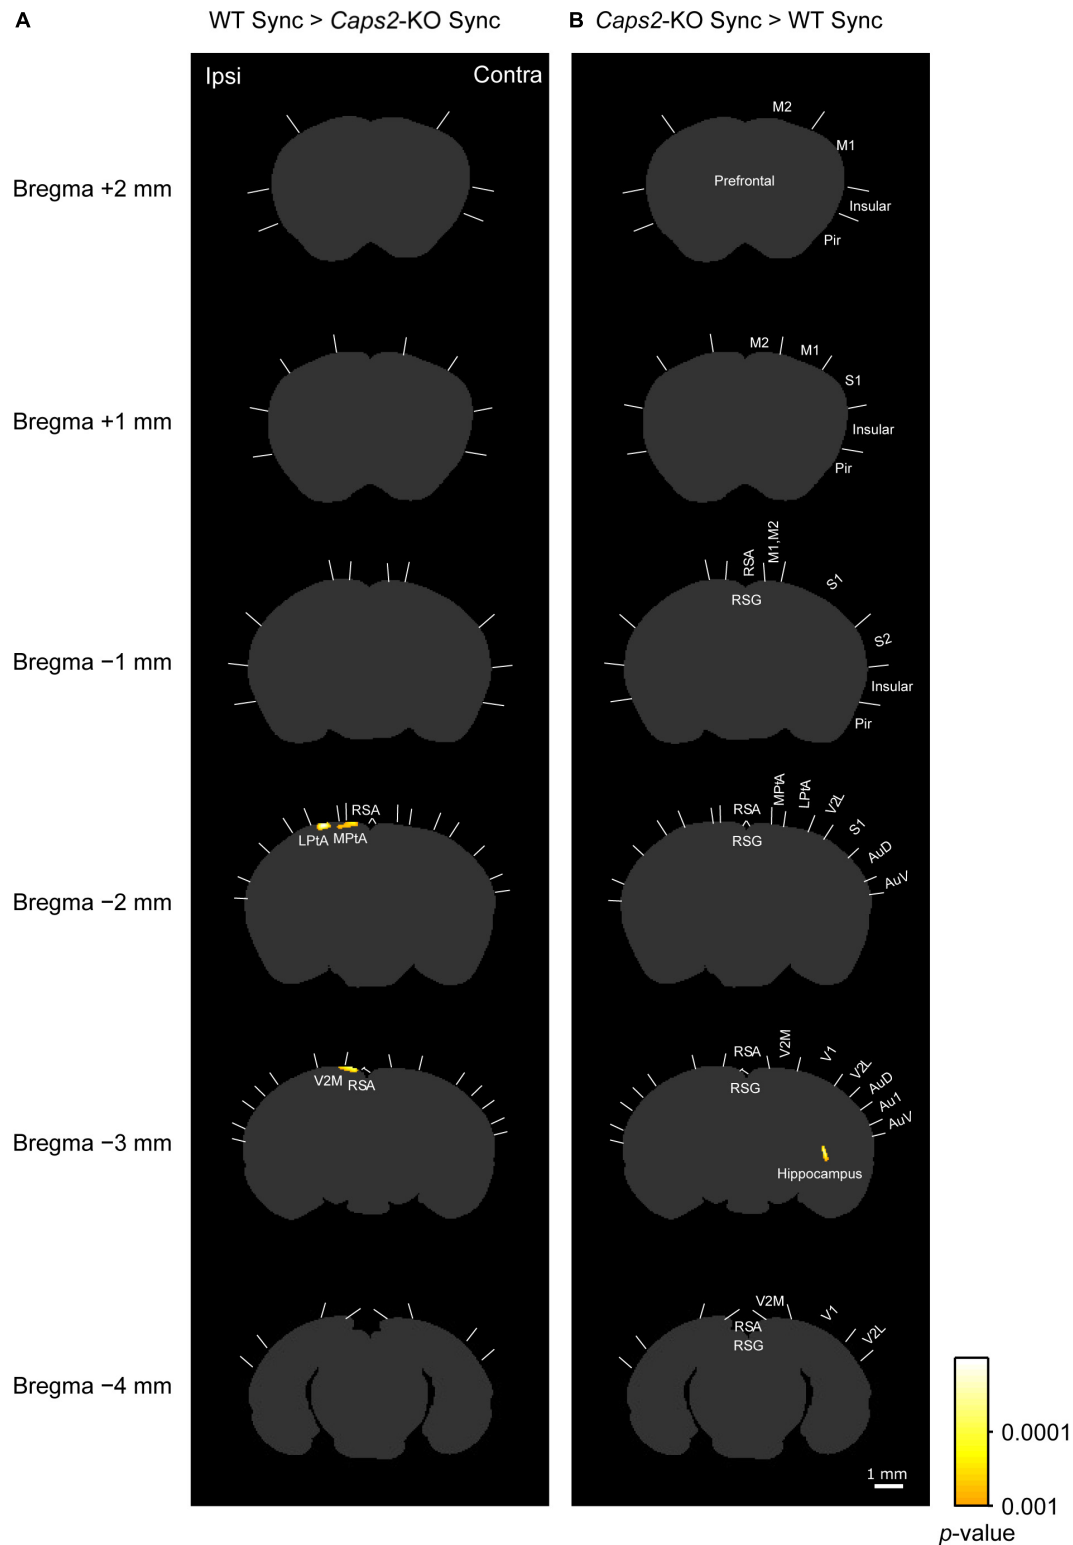 A
WT Sync > Caps2-KO Sync
B
Caps2-KO Sync > WT Sync
Ipsi
Contra
Bregma +2 mm
M2
M1
Prefrontal
Insular
Pir
Bregma +1 mm
M2
M1
S1
Insular
Pir
Bregma −1 mm
RSA
M1,M2
RSG
S1
S2
Insular
Pir
Bregma −2 mm
RSA
LPtA
MPtA
RSA
RSG
MPtA
LPtA
V2L
S1
AuD
AuV
Bregma −3 mm
V2M
RSA
RSA
RSG
V2M
V1
V2L
AuD
Au1
AuV
Hippocampus
Bregma −4 mm
V2M
RSA
RSG
V1
V2L
1 mm
0.0001
0.001
p-value